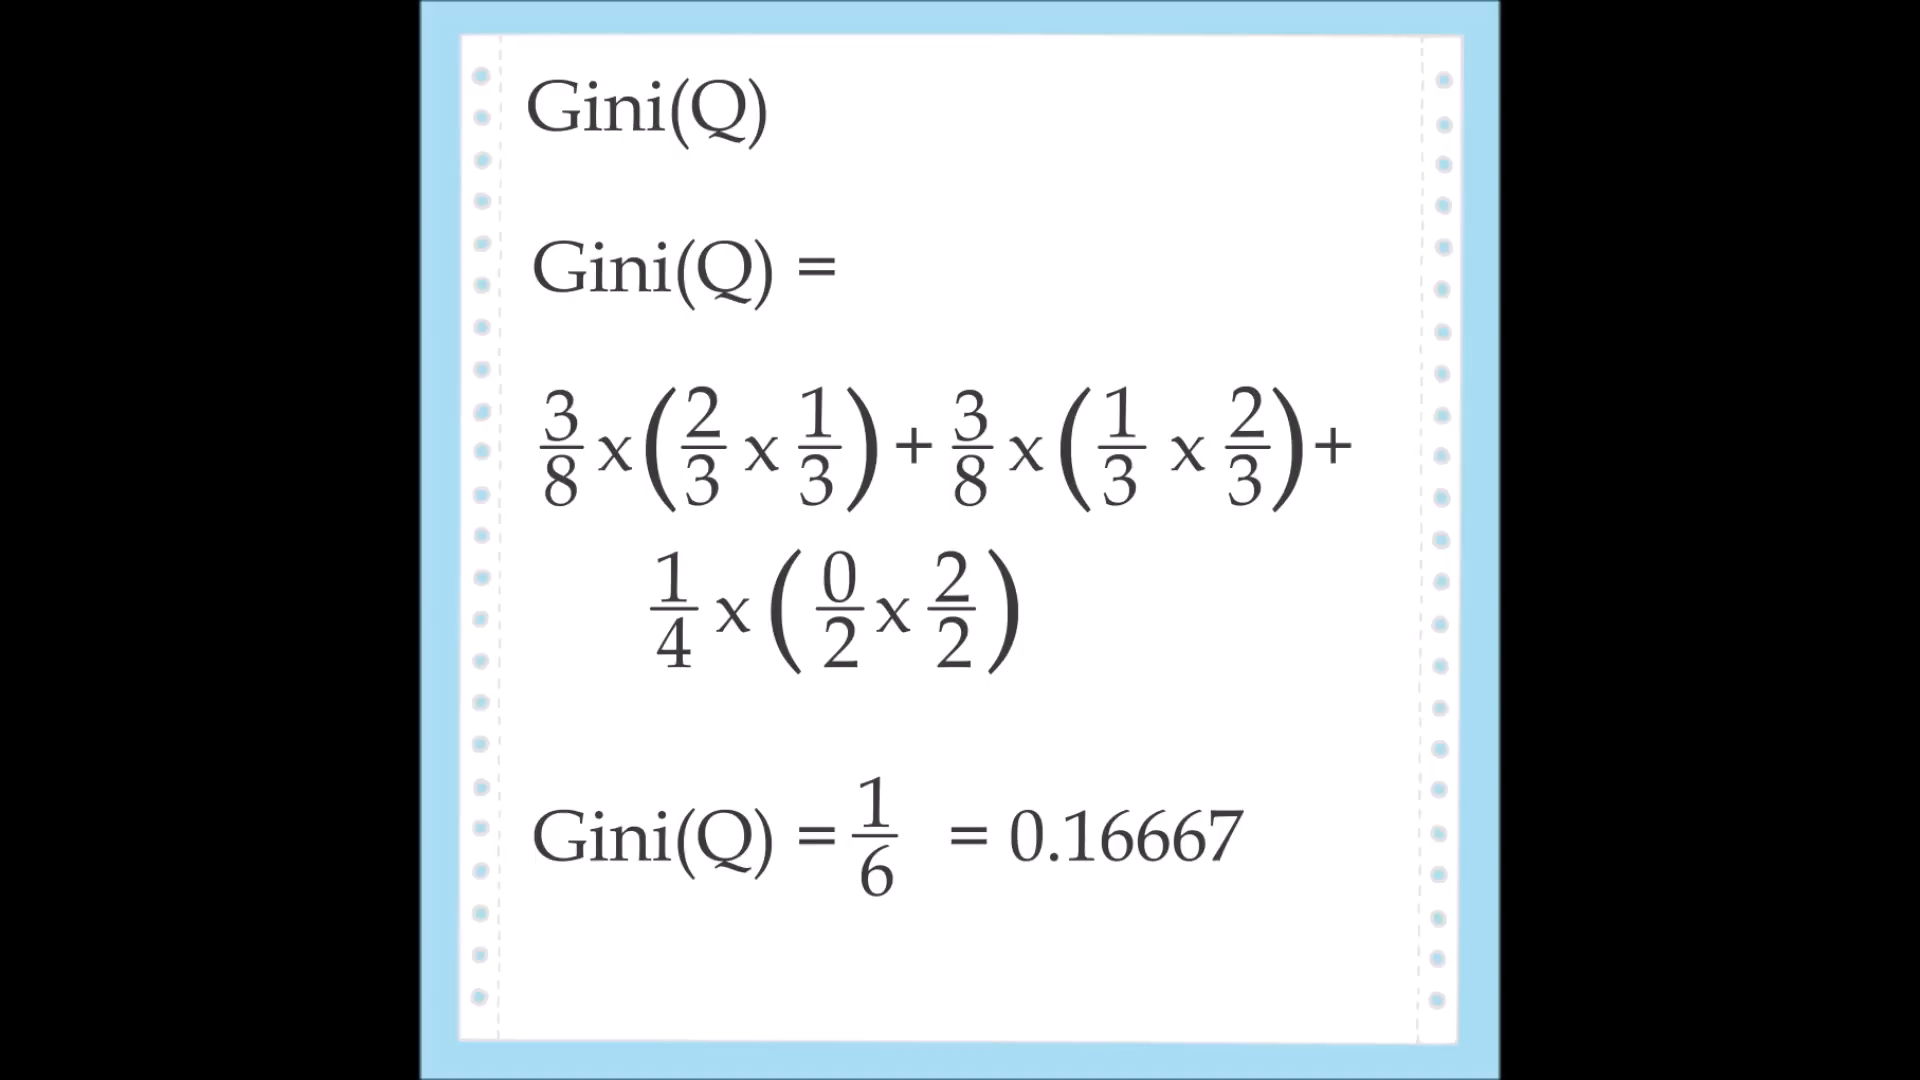 Gini(Q)
Gini(Q) =
3/8 x (2/3 x 1/3) + 3/8 x (1/3 x 2/3) +
1/4 x (0/2 x 2/2)
Gini(Q) = 1/6 = 0.16667